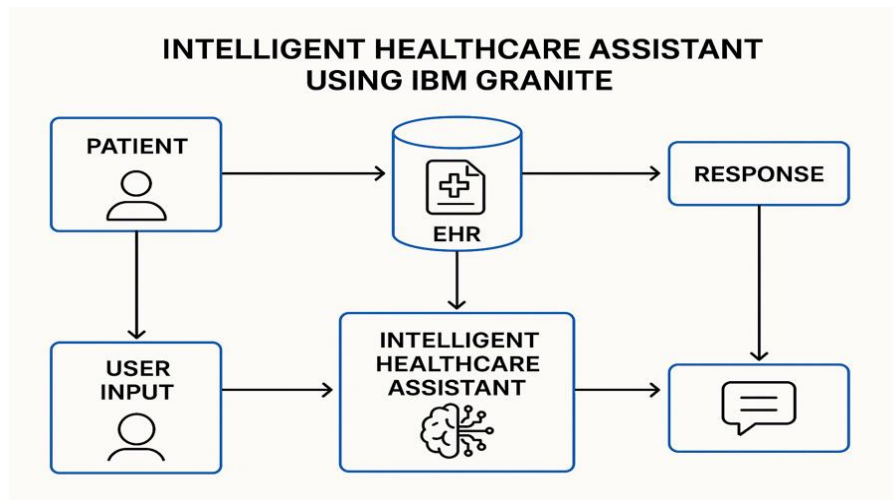 INTELLIGENT HEALTHCARE ASSISTANT
USING IBM GRANITE
PATIENT
EHR
RESPONSE
USER
INPUT
INTELLIGENT
HEALTHCARE
ASSISTANT